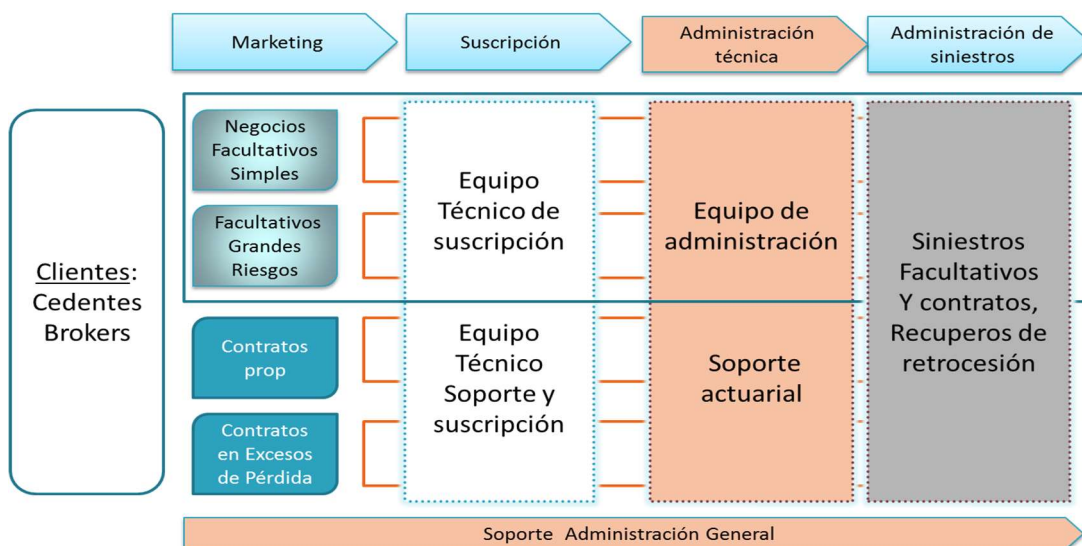 Marketing
Suscripción
Administración
técnica
Administración de
siniestros
Clientes:
Cedentes
Brokers
Negocios
Facultativos
Simples
Facultativos
Grandes
Riesgos
Contratos
prop
Contratos
en Excesos
de Pérdida
Equipo
Técnico de
suscripción
Equipo
Técnico
Soporte y
suscripción
Equipo de
administración
Soporte
actuarial
Siniestros
Facultativos
Y contratos,
Recuperos de
retrocesión
Soporte Administración General